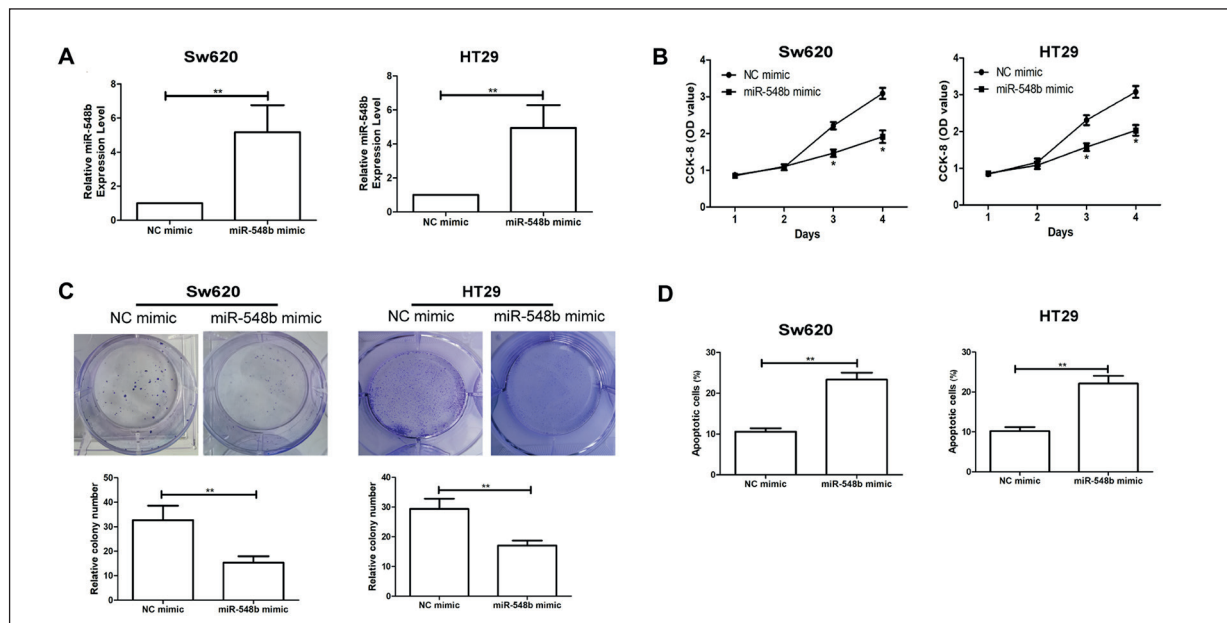 A
Sw620
Relative miR-548b
Expression Level
8
6
4
2
0
**
NC mimic
miR-548b mimic
HT29
Relative miR-548b
Expression Level
8
6
4
2
0
**
NC mimic
miR-548b mimic
B
Sw620
NC mimic
miR-548b mimic
CCK-8 (OD value)
4
3
2
1
0
*
*
1 2 3 4
Days
HT29
NC mimic
miR-548b mimic
CCK-8 (OD value)
4
3
2
1
0
*
*
1 2 3 4
Days
C
Sw620
NC mimic miR-548b mimic
HT29
NC mimic miR-548b mimic
Relative colony number
50
40
30
20
10
0
**
NC mimic miR-548b mimic
Relative colony number
40
30
20
10
0
**
NC mimic miR-548b mimic
D
Sw620
Apoptotic cells (%)
30
20
10
0
**
NC mimic miR-548b mimic
HT29
Apoptotic cells (%)
30
20
10
0
**
NC mimic miR-548b mimic